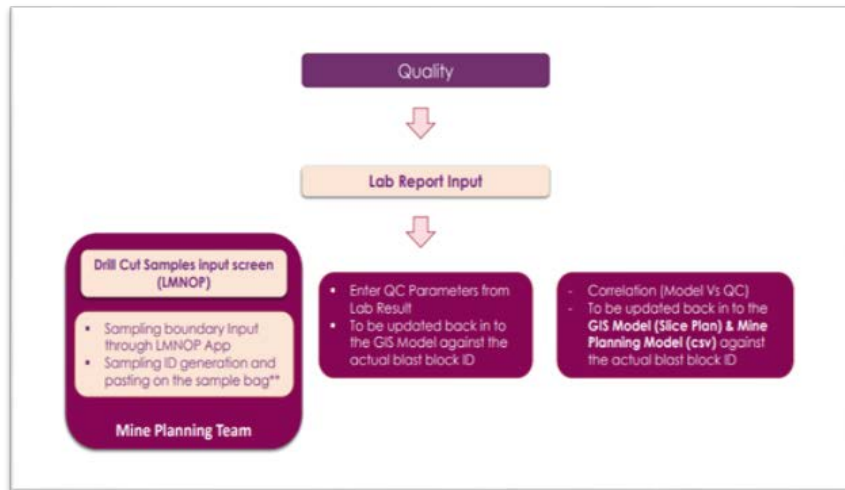 Quality
Lab Report Input
Drill Cut Samples input screen
(LMNOP)
▪ Sampling boundary Input
through LMNOP App
▪ Sampling ID generation and
pasting on the sample bag**
Mine Planning Team
▪ Enter QC Parameters from
Lab Result
▪ To be updated back in to
the GIS Model against the
actual blast block ID
- Correlation (Model Vs QC)
- To be updated back in to the
GIS Model (Slice Plan) & Mine
Planning Model (csv) against
the actual blast block ID